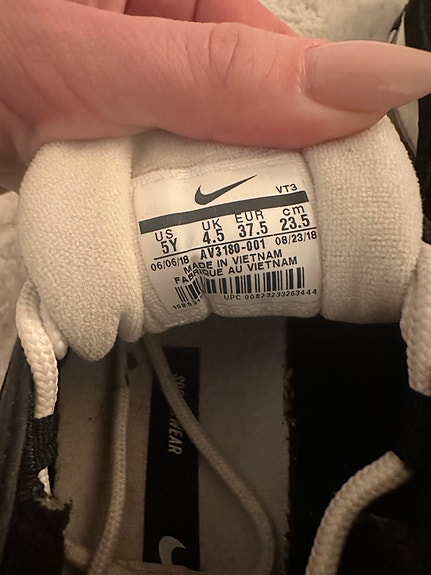 VT3
US UK EUR cm
5Y 4.5 37.5 23.5
06/06/18 AV3180-001 08/23/18
MADE IN VIETNAM
FABRIQUE AU VIETNAM
UPC 00823233263444